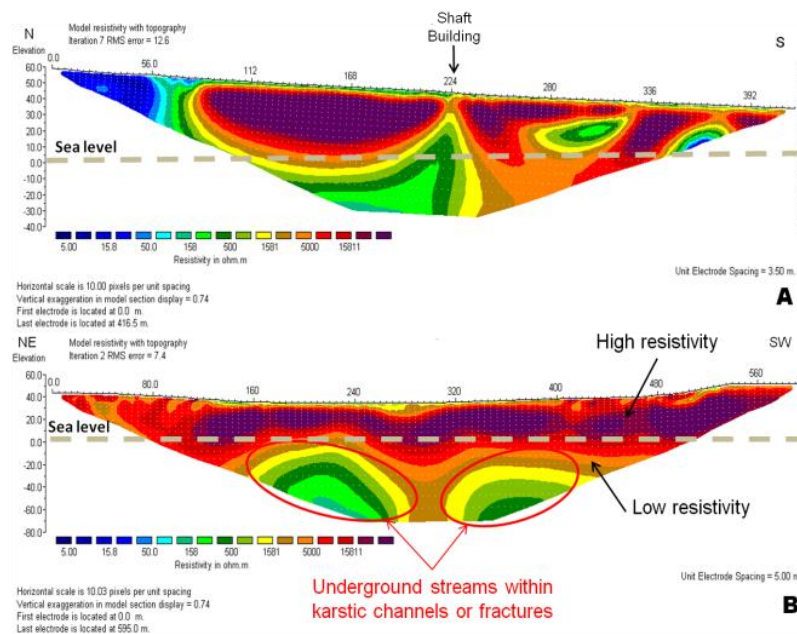 N
Model resistivity with topography
Iteration 7 RMS error = 12.6
Shaft
Building
S
Elevation
0.0 56.0 112 168 224 280 336 392
60.0
50.0
40.0
30.0
20.0
10.0
0.0
-10.0
-20.0
-30.0
-40.0
Sea level
5.00 15.8 50.0 158 500 1581 5000 15811
Resistivity in ohm.m
Unit Electrode Spacing = 3.50 m.
Horizontal scale is 10.00 pixels per unit spacing
Vertical exaggeration in model section display = 0.74
First electrode is located at 0.0 m.
Last electrode is located at 416.5 m.
A
NE
Model resistivity with topography
Iteration 2 RMS error = 7.4
SW
Elevation
0.0 80.0 160 240 320 400 480 560
High resistivity
60.0
40.0
20.0
0.0
-20.0
-40.0
-60.0
-80.0
Sea level
Low resistivity
5.00 15.8 50.0 158 500 1581 5000 15811
Resistivity in ohm.m
Underground streams within
karstic channels or fractures
Unit Electrode Spacing = 5.00 m.
Horizontal scale is 10.03 pixels per unit spacing
Vertical exaggeration in model section display = 0.74
First electrode is located at 0.0 m.
Last electrode is located at 595.0 m.
B